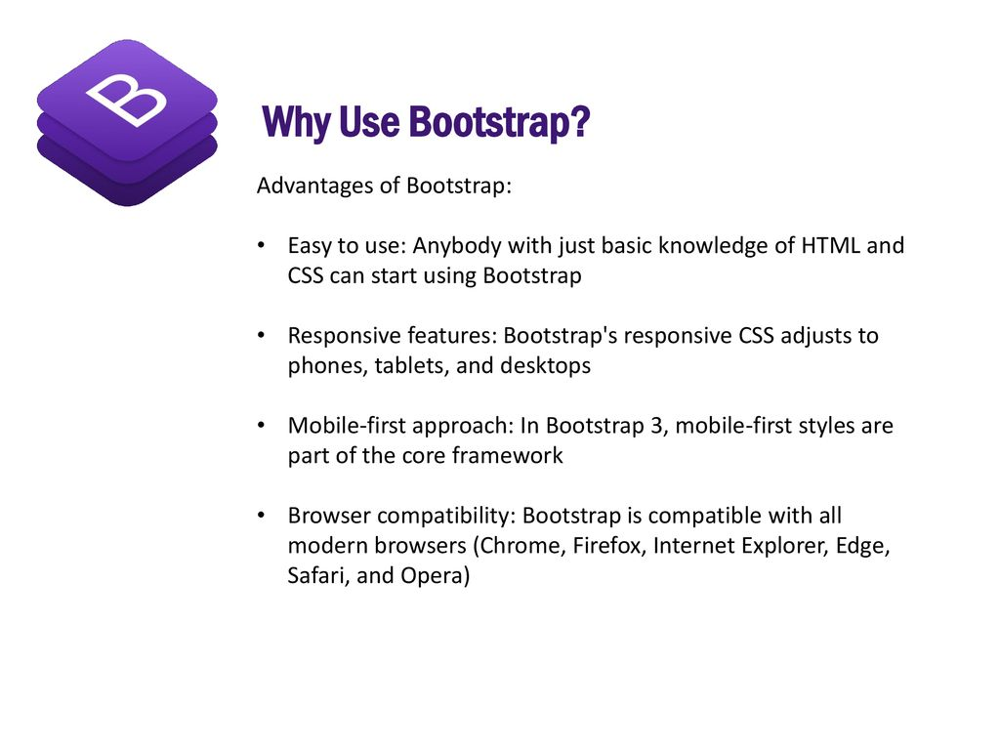 B
Why Use Bootstrap?
Advantages of Bootstrap:
• Easy to use: Anybody with just basic knowledge of HTML and
CSS can start using Bootstrap
• Responsive features: Bootstrap's responsive CSS adjusts to
phones, tablets, and desktops
• Mobile-first approach: In Bootstrap 3, mobile-first styles are
part of the core framework
• Browser compatibility: Bootstrap is compatible with all
modern browsers (Chrome, Firefox, Internet Explorer, Edge,
Safari, and Opera)